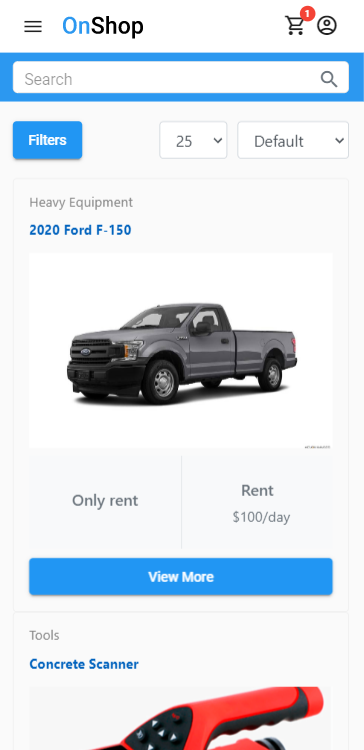 OnShop
1
Search
Filters
25
Default
Heavy Equipment
2020 Ford F-150
Only rent
Rent
$100/day
View More
Tools
Concrete Scanner